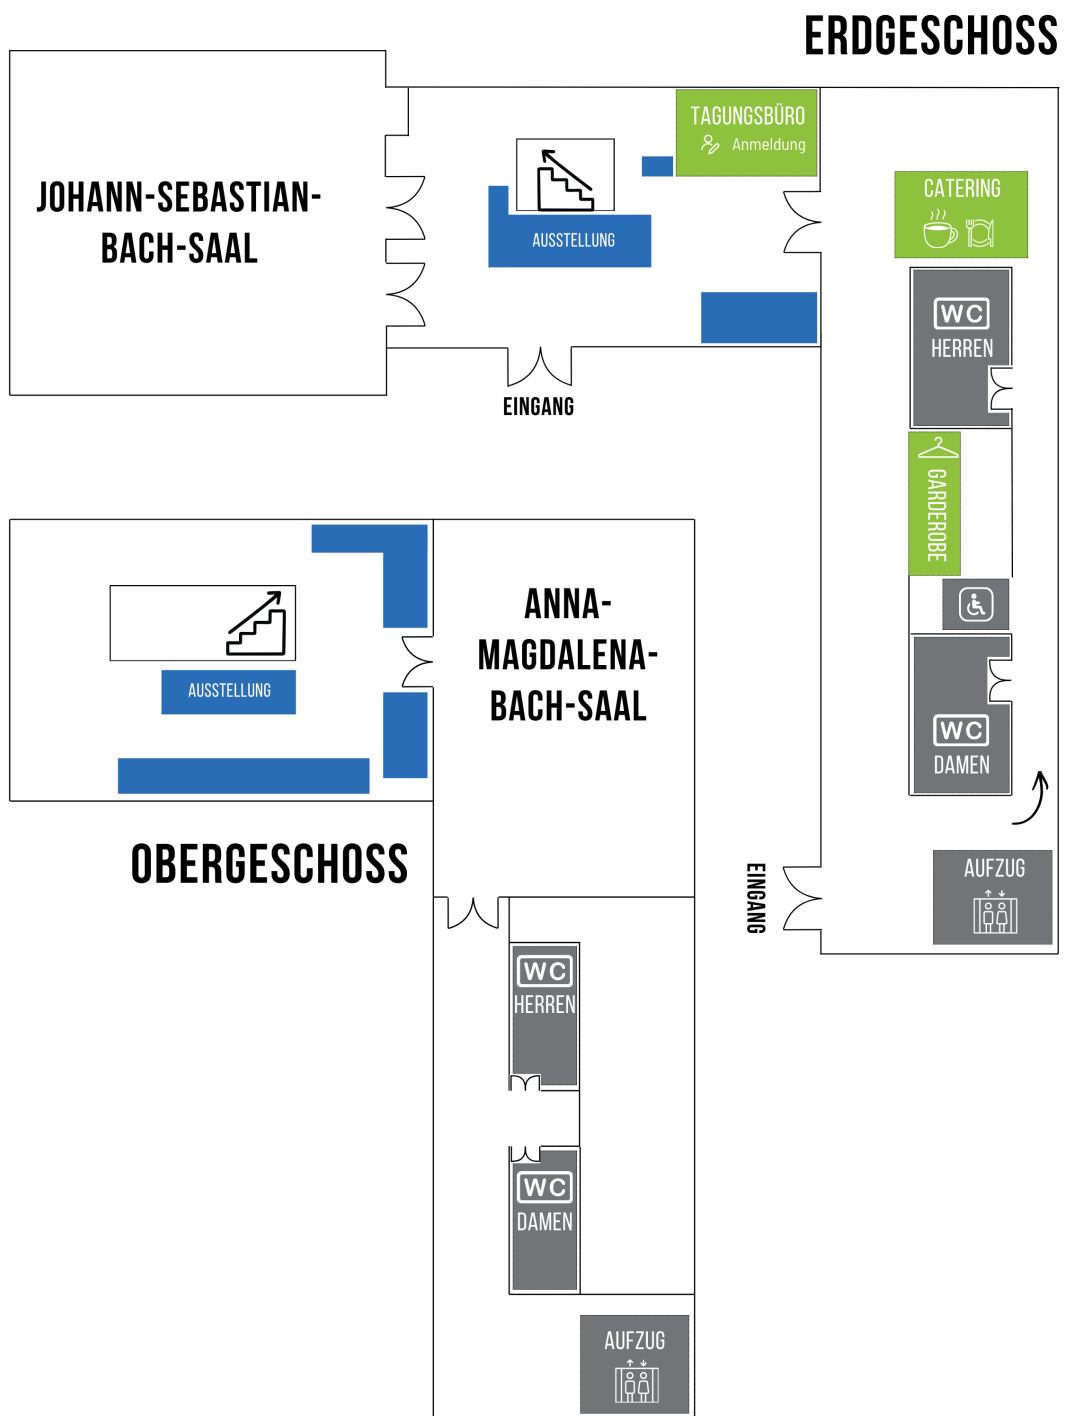 ERDGESCHOSS
JOHANN-SEBASTIAN-
BACH-SAAL
TAGUNGSBÜRO
Anmeldung
AUSSTELLUNG
EINGANG
CATERING
WC
HERREN
GARDEROBE
WC
DAMEN
EINGANG
AUFZUG
AUSSTELLUNG
ANNA-
MAGDALENA-
BACH-SAAL
OBERGESCHOSS
WC
HERREN
WC
DAMEN
AUFZUG